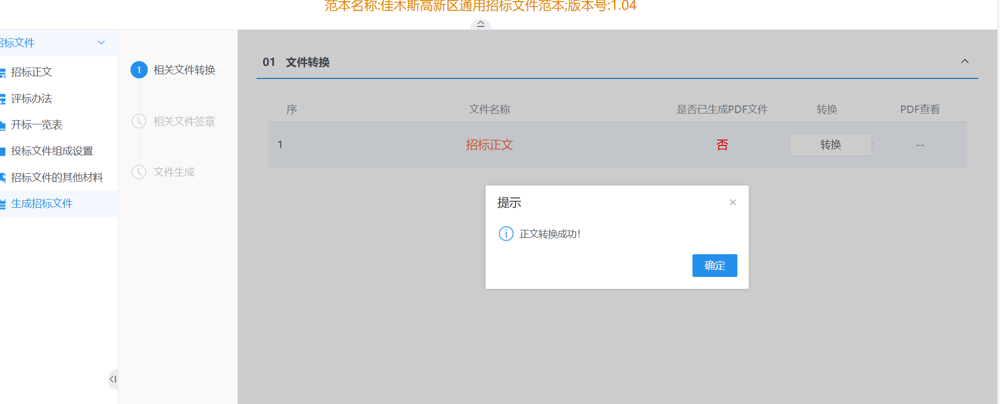 范本名称:佳木斯高新区通用招标文件范本;版本号:1.04
招标文件
招标正文
评标办法
开标一览表
投标文件组成设置
招标文件的其他材料
生成招标文件
1 相关文件转换
相关文件签章
文件生成
01 文件转换
序 文件名称 是否已生成PDF文件 转换 PDF查看
1 招标正文 否 转换 --
提示
正文转换成功!
确定